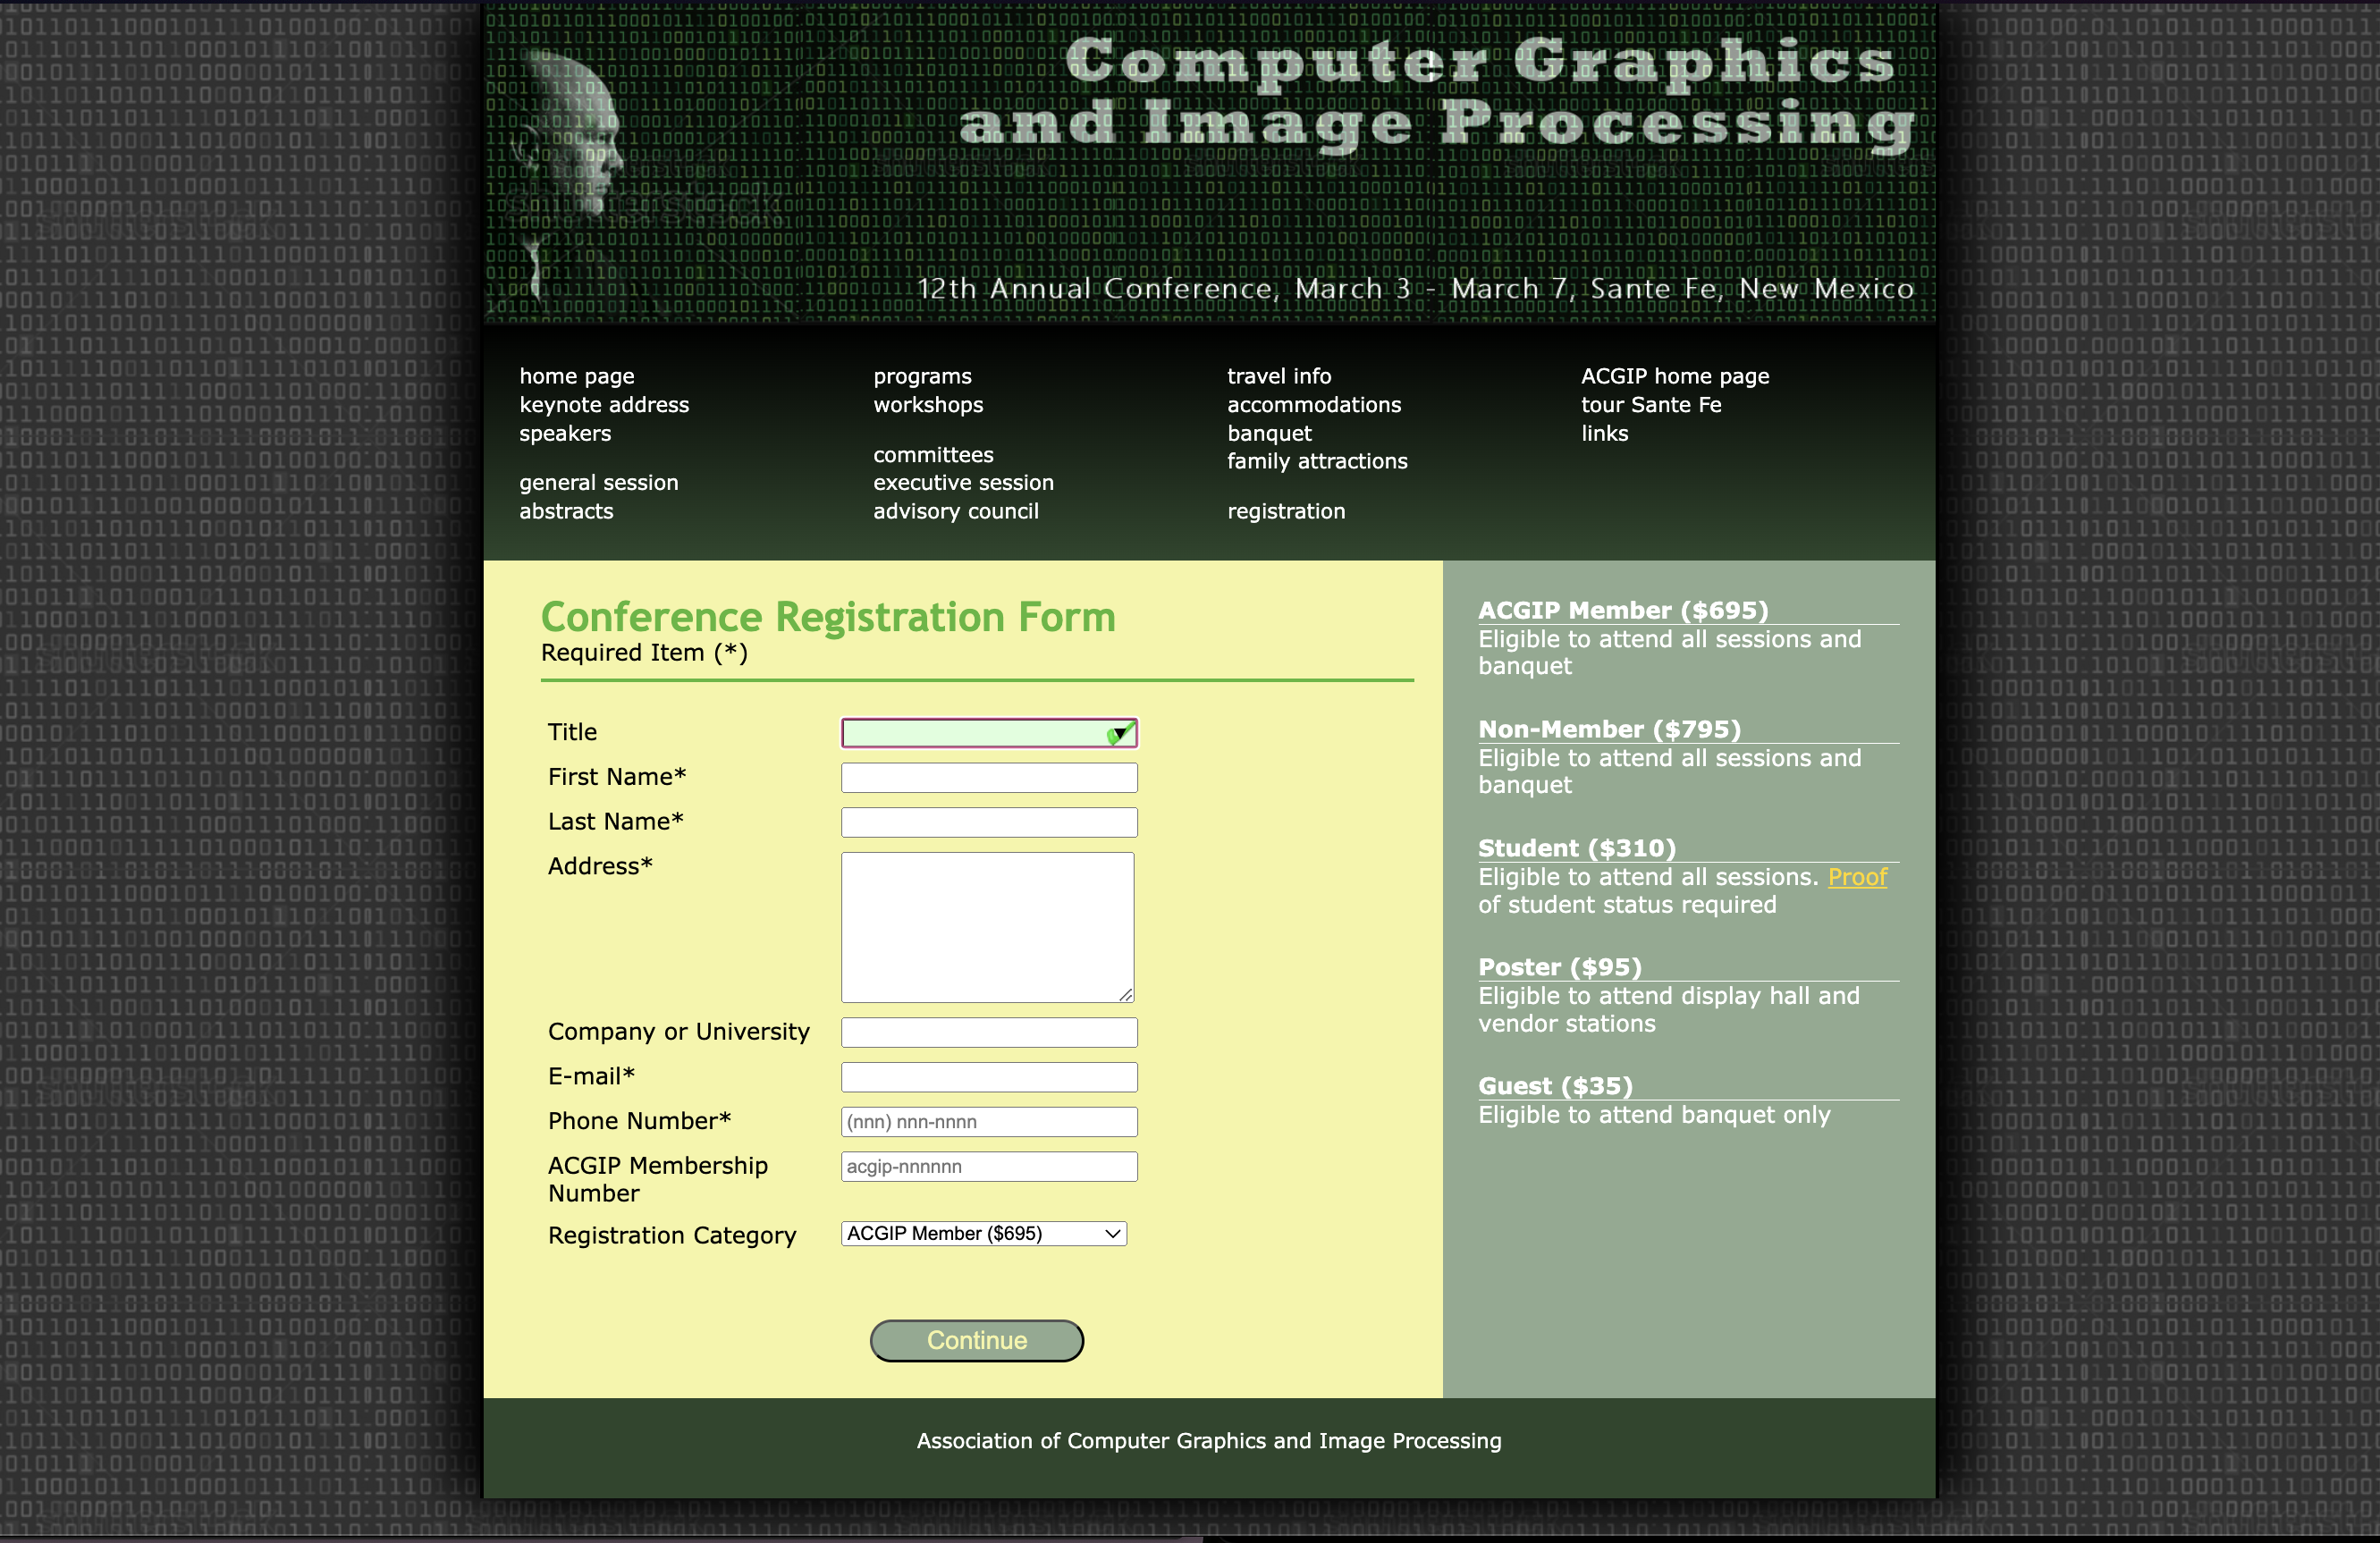 Computer Graphics
and Image Processing
12th Annual Conference, March 3 - March 7, Sante Fe, New Mexico
home page
keynote address
speakers
general session
abstracts
programs
workshops
committees
executive session
advisory council
travel info
accommodations
banquet
family attractions
registration
ACGIP home page
tour Sante Fe
links
Conference Registration Form
Required Item (*)
Title
First Name*
Last Name*
Address*
Company or University
E-mail*
Phone Number* (nnn) nnn-nnnn
ACGIP Membership acgip-nnnnnn
Number
Registration Category ACGIP Member ($695)
Continue
ACGIP Member ($695)
Eligible to attend all sessions and
banquet
Non-Member ($795)
Eligible to attend all sessions and
banquet
Student ($310)
Eligible to attend all sessions. Proof
of student status required
Poster ($95)
Eligible to attend display hall and
vendor stations
Guest ($35)
Eligible to attend banquet only
Association of Computer Graphics and Image Processing